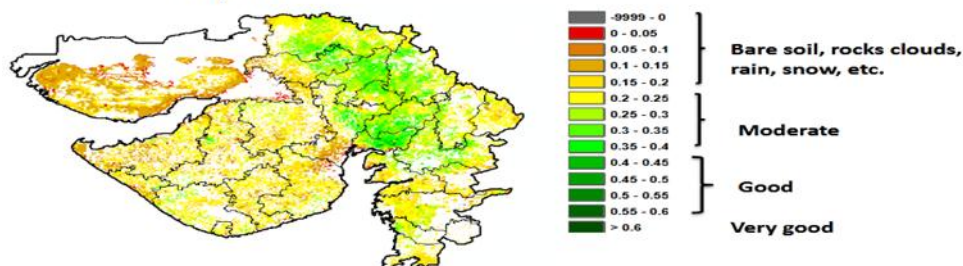 -9999 - 0
0 - 0.05
0.05 - 0.1
0.1 - 0.15
0.15 - 0.2
0.2 - 0.25
0.25 - 0.3
0.3 - 0.35
0.35 - 0.4
0.4 - 0.45
0.45 - 0.5
0.5 - 0.55
0.55 - 0.6
> 0.6
Bare soil, rocks clouds,
rain, snow, etc.
Moderate
Good
Very good